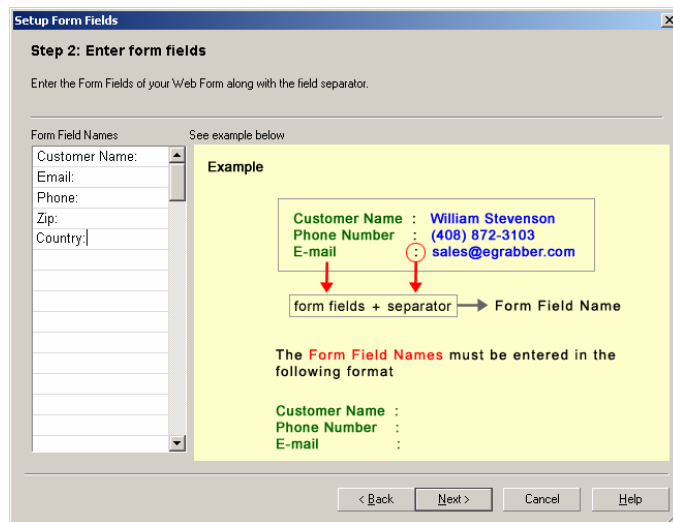 Setup Form Fields
Step 2: Enter form fields
Enter the Form Fields of your Web Form along with the field separator.
Form Field Names
See example below
Customer Name:
Email:
Phone:
Zip:
Country:
Example
Customer Name : William Stevenson
Phone Number : (408) 872-3103
E-mail : sales@egrabber.com
form fields + separator
Form Field Name
The Form Field Names must be entered in the
following format
Customer Name :
Phone Number :
E-mail :
< Back
Next >
Cancel
Help